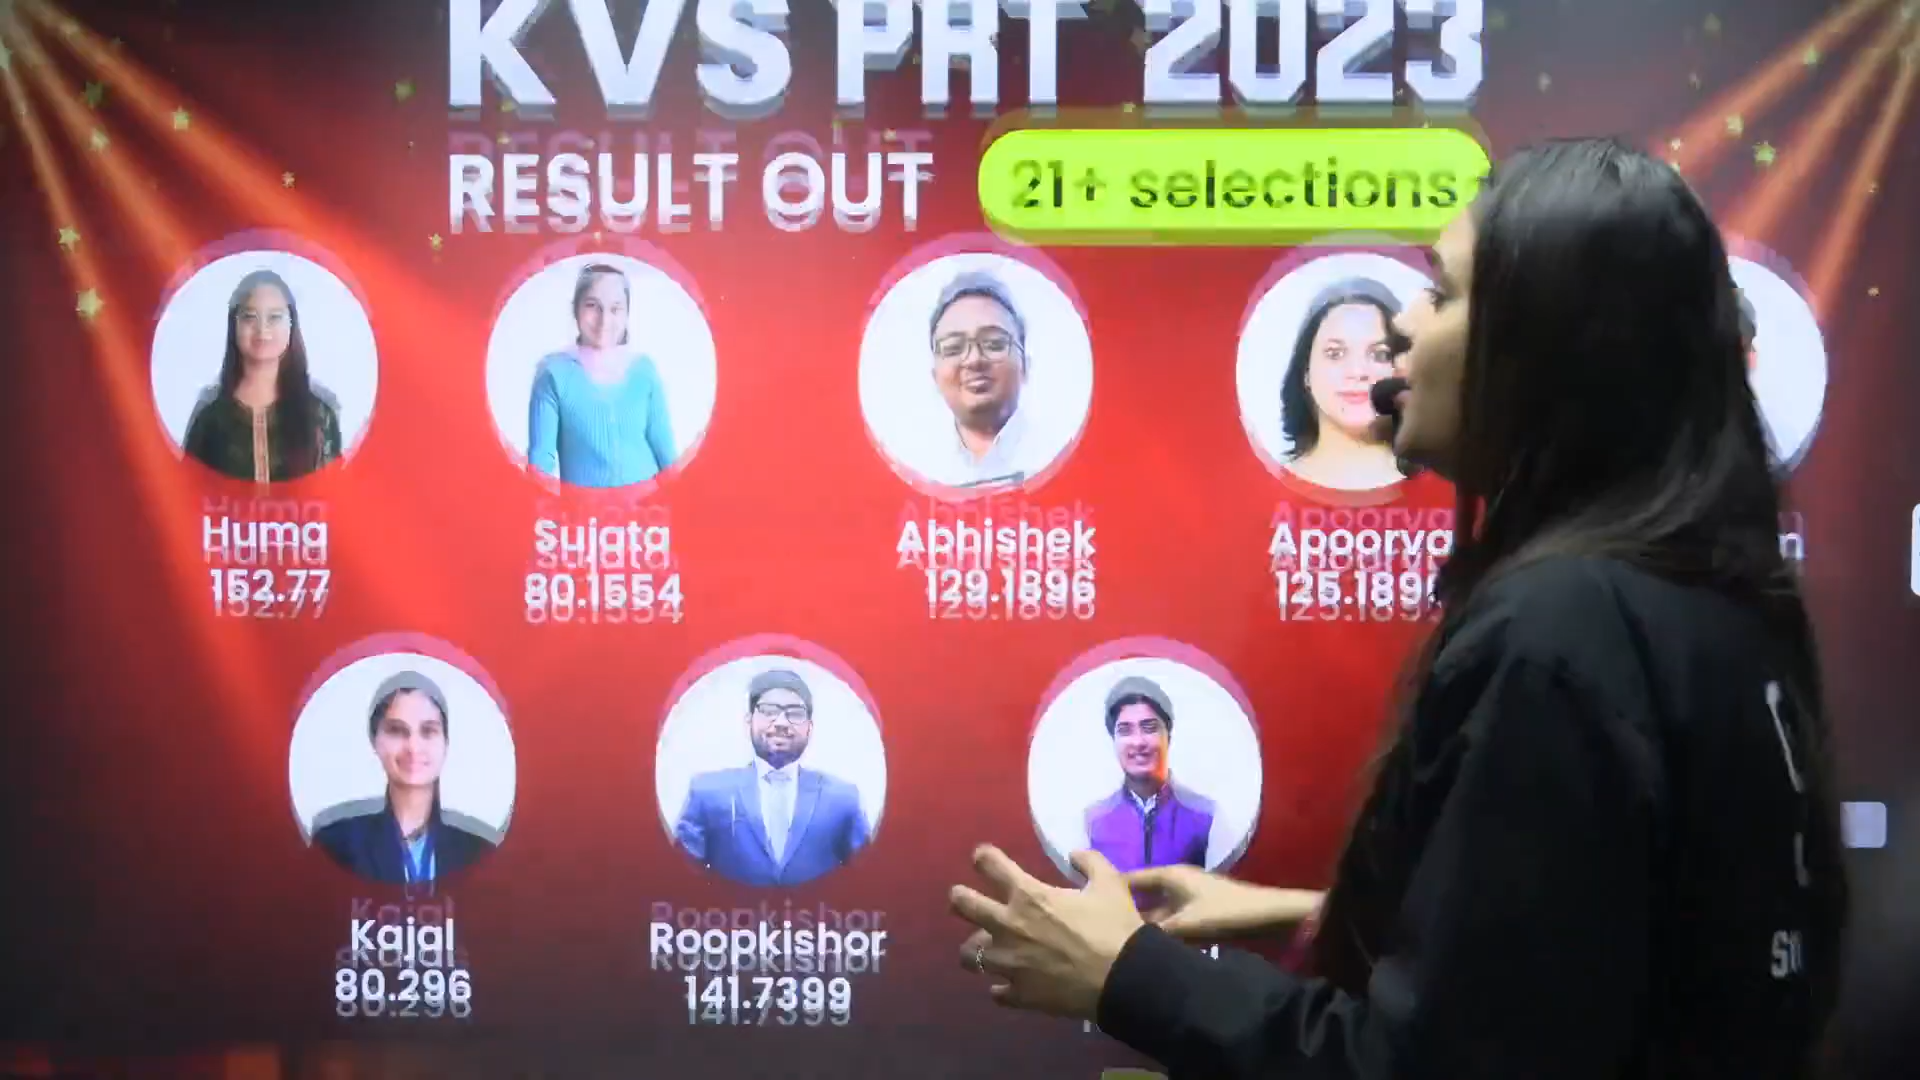 KVS PRT 2023
RESULT OUT
21+ selections
Huma
152.77
Sujata
80.1554
Abhishek
129.1896
Apoorva
Kajal
80.296
Roopkishor
141.7399